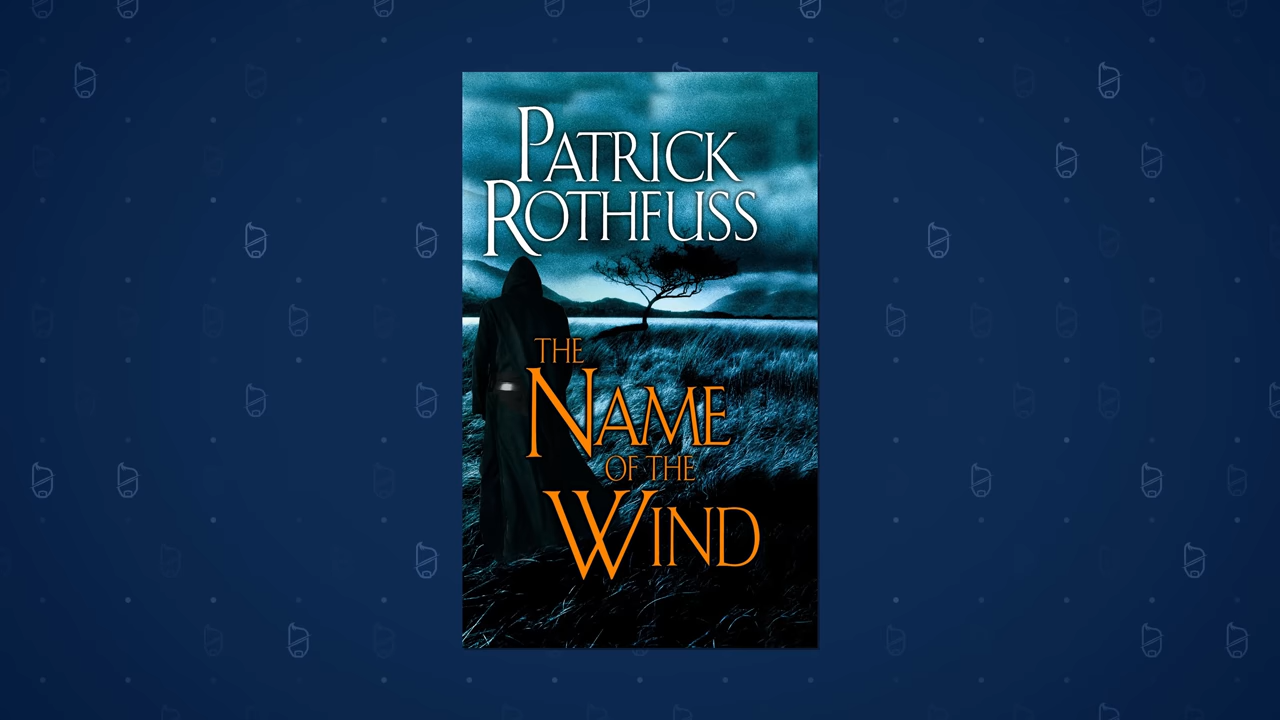 PATRICK
ROTHFUSS
THE
NAME
OF THE
WIND